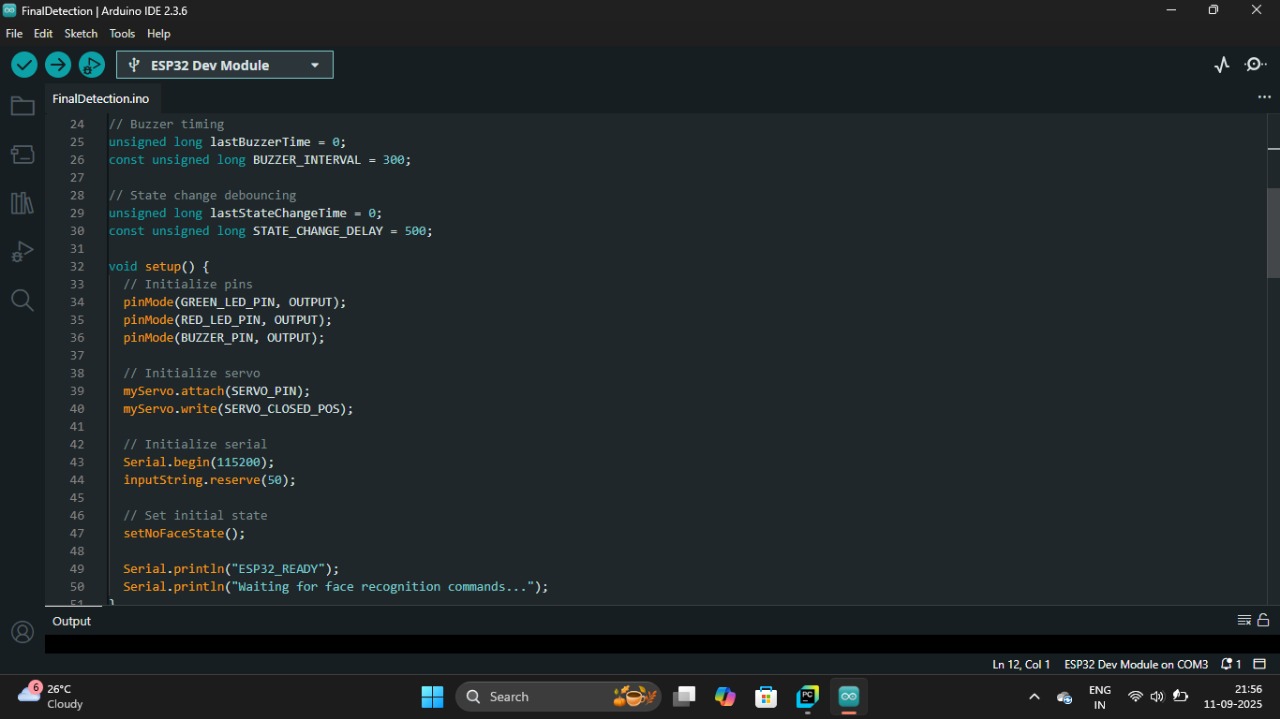 FinalDetection | Arduino IDE 2.3.6
File Edit Sketch Tools Help
ESP32 Dev Module
FinalDetection.ino
24 // Buzzer timing
25 unsigned long lastBuzzerTime = 0;
26 const unsigned long BUZZER_INTERVAL = 300;
27
28 // State change debouncing
29 unsigned long lastStateChangeTime = 0;
30 const unsigned long STATE_CHANGE_DELAY = 500;
31
32 void setup() {
33 // Initialize pins
34 pinMode(GREEN_LED_PIN, OUTPUT);
35 pinMode(RED_LED_PIN, OUTPUT);
36 pinMode(BUZZER_PIN, OUTPUT);
37
38 // Initialize servo
39 myServo.attach(SERVO_PIN);
40 myServo.write(SERVO_CLOSED_POS);
41
42 // Initialize serial
43 Serial.begin(115200);
44 inputString.reserve(50);
45
46 // Set initial state
47 setNoFaceState();
48
49 Serial.println("ESP32_READY");
50 Serial.println("Waiting for face recognition commands...");
51 }
Output
Ln 12, Col 1 ESP32 Dev Module on COM3 1
6 26°C
Cloudy
Search
PC
ENG
IN
21:56
11-09-2025